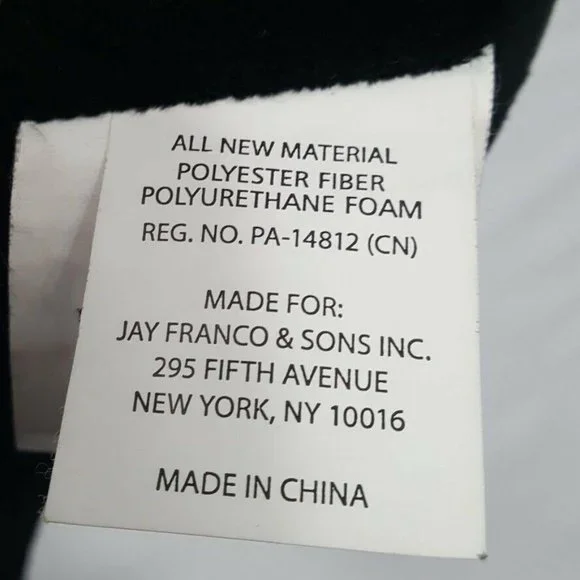 ALL NEW MATERIAL
POLYESTER FIBER
POLYURETHANE FOAM
REG. NO. PA-14812 (CN)
MADE FOR:
JAY FRANCO & SONS INC.
295 FIFTH AVENUE
NEW YORK, NY 10016
MADE IN CHINA